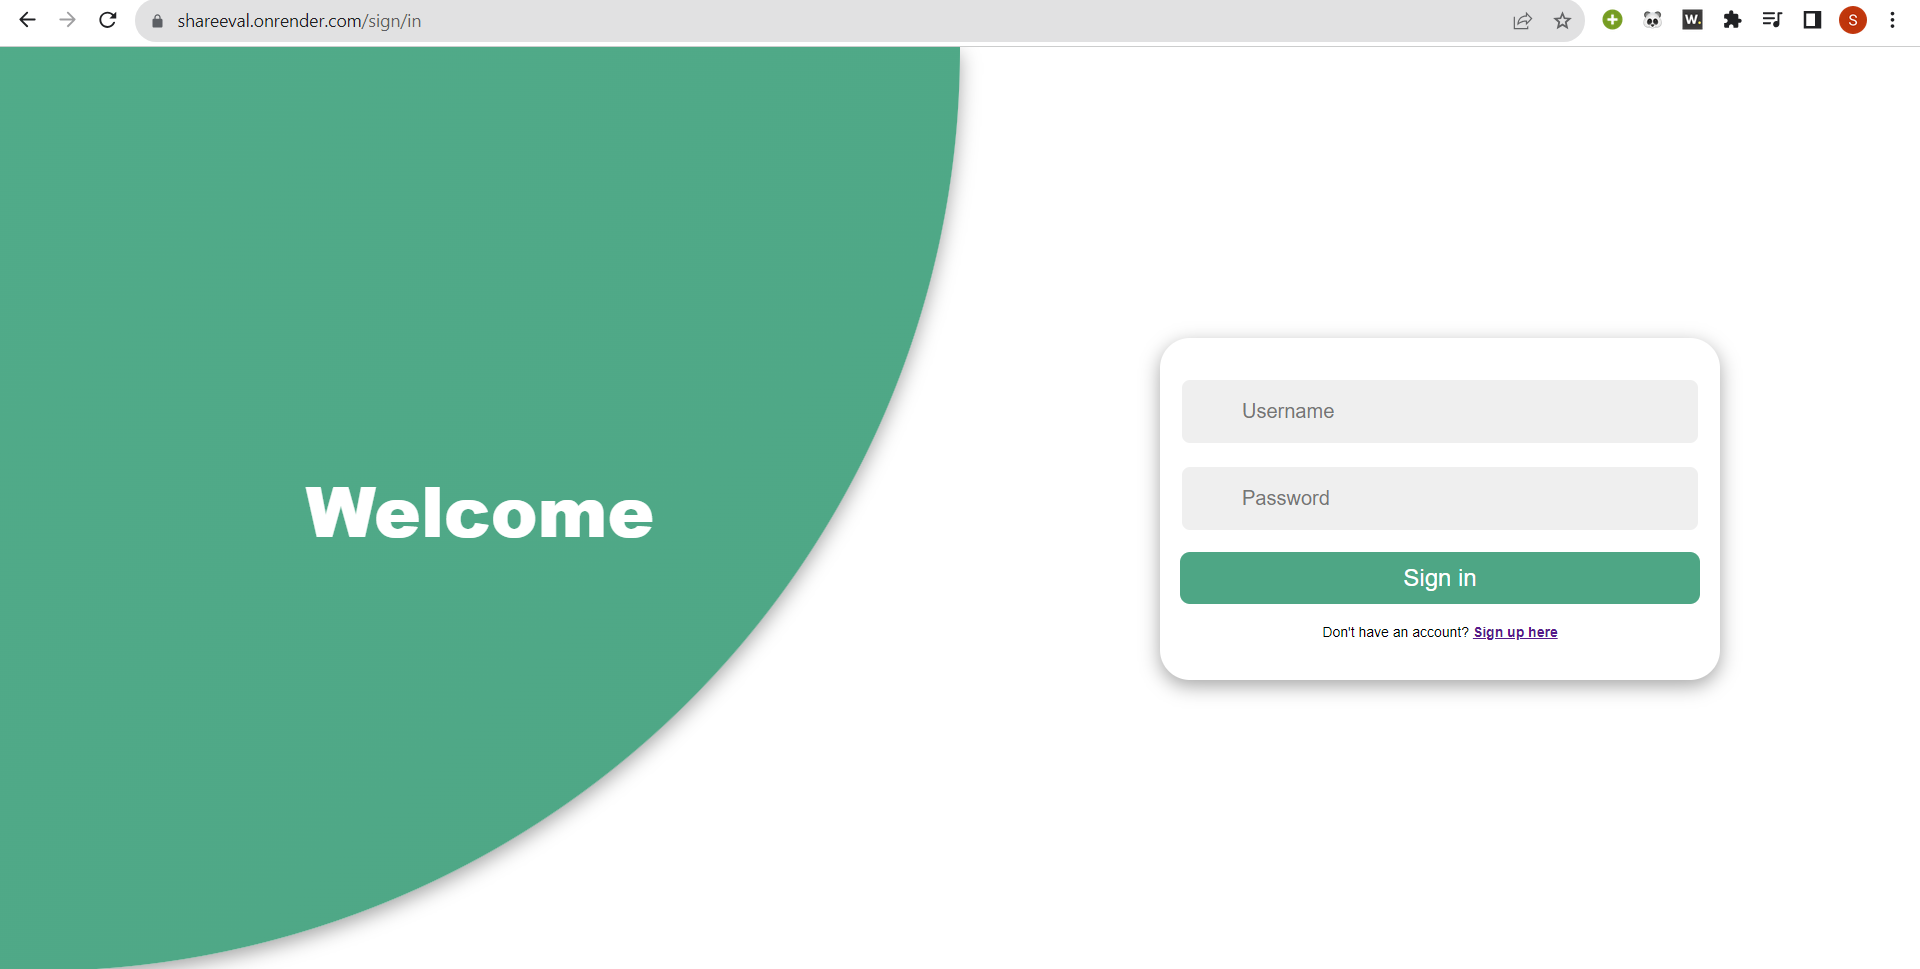 shareeval.onrender.com/sign/in
W.
S
Welcome
Username
Password
Sign in
Don't have an account? Sign up here